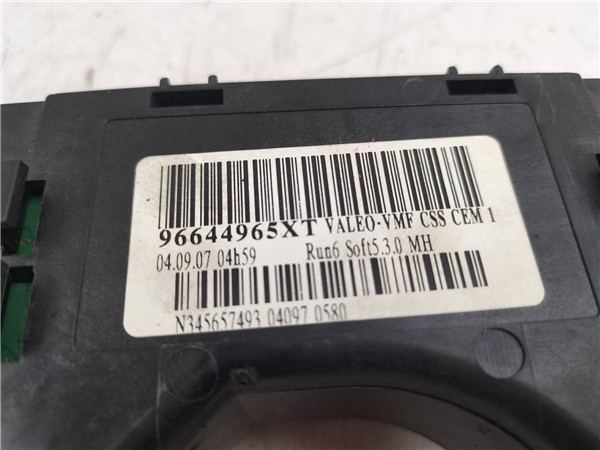 96644965XT VALEO-VMF CSS CEM 1
04.09.07 04h59 Run6 Soft5.3.0 MH
N345657493 04097 0580